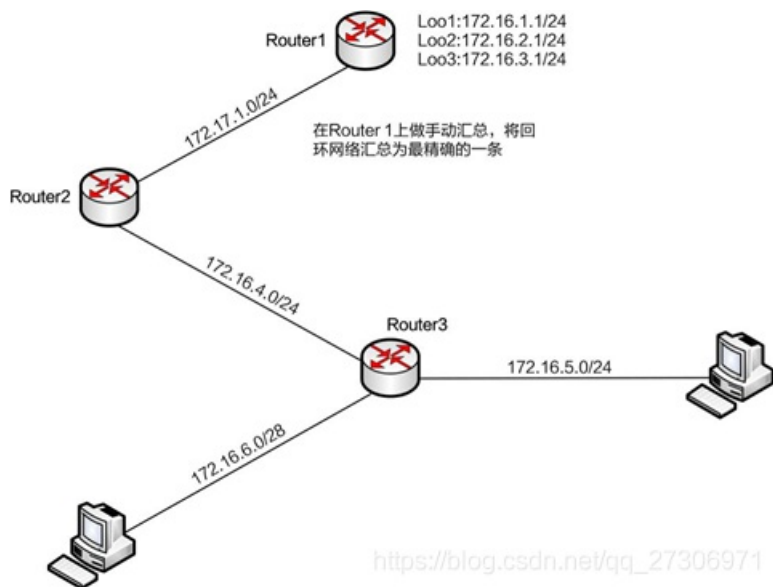 Loo1:172.16.1.1/24
Loo2:172.16.2.1/24
Loo3:172.16.3.1/24
Router1
172.17.1.0/24
在Router 1上做手动汇总，将回
环网络汇总为最精确的一条
Router2
172.16.4.0/24
Router3
172.16.5.0/24
172.16.6.0/28
https://blog.csdn.net/qq_27306971